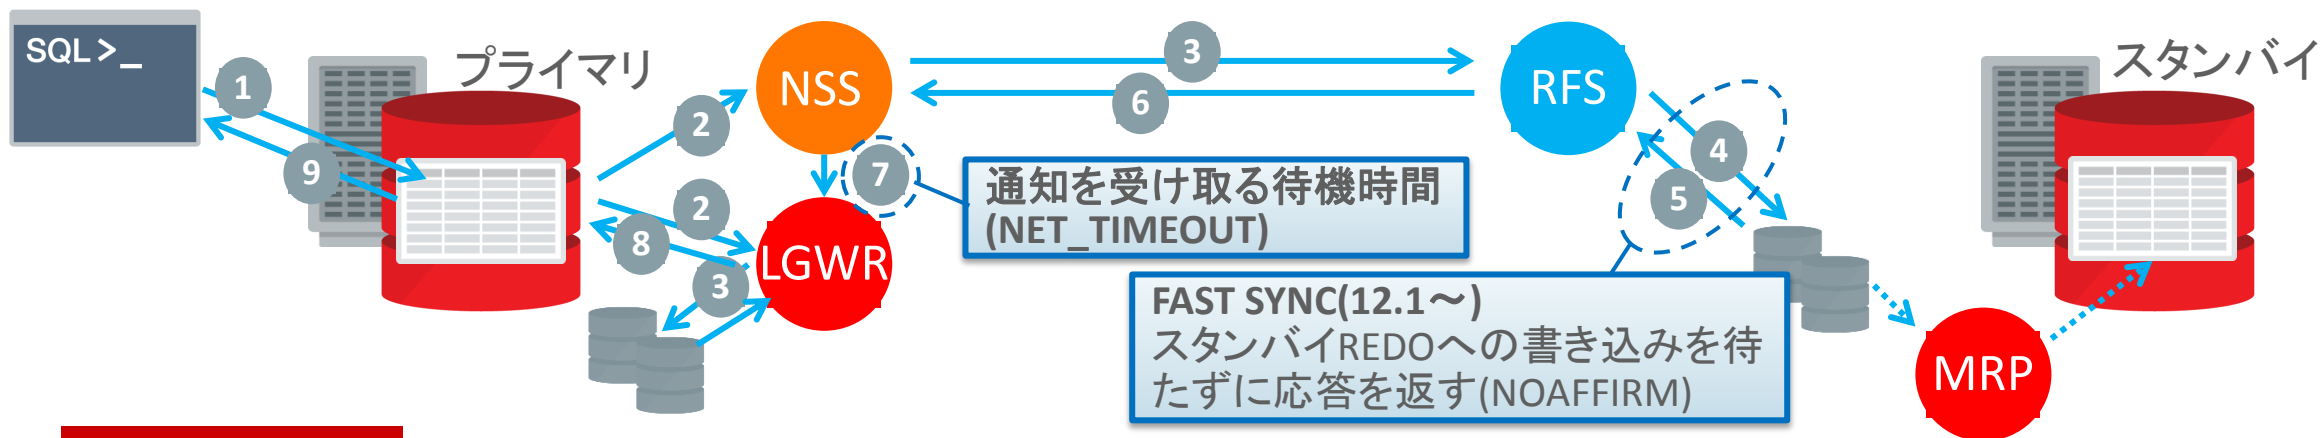 SQL>_
プライマリ
スタンバイ
NSS
RFS
LGWR
MRP
1
9
2
2
8
3
3
6
7
4
5
通知を受け取る待機時間
(NET_TIMEOUT)
FAST SYNC(12.1～)
スタンバイREDOへの書き込みを待
たずに応答を返す(NOAFFIRM)